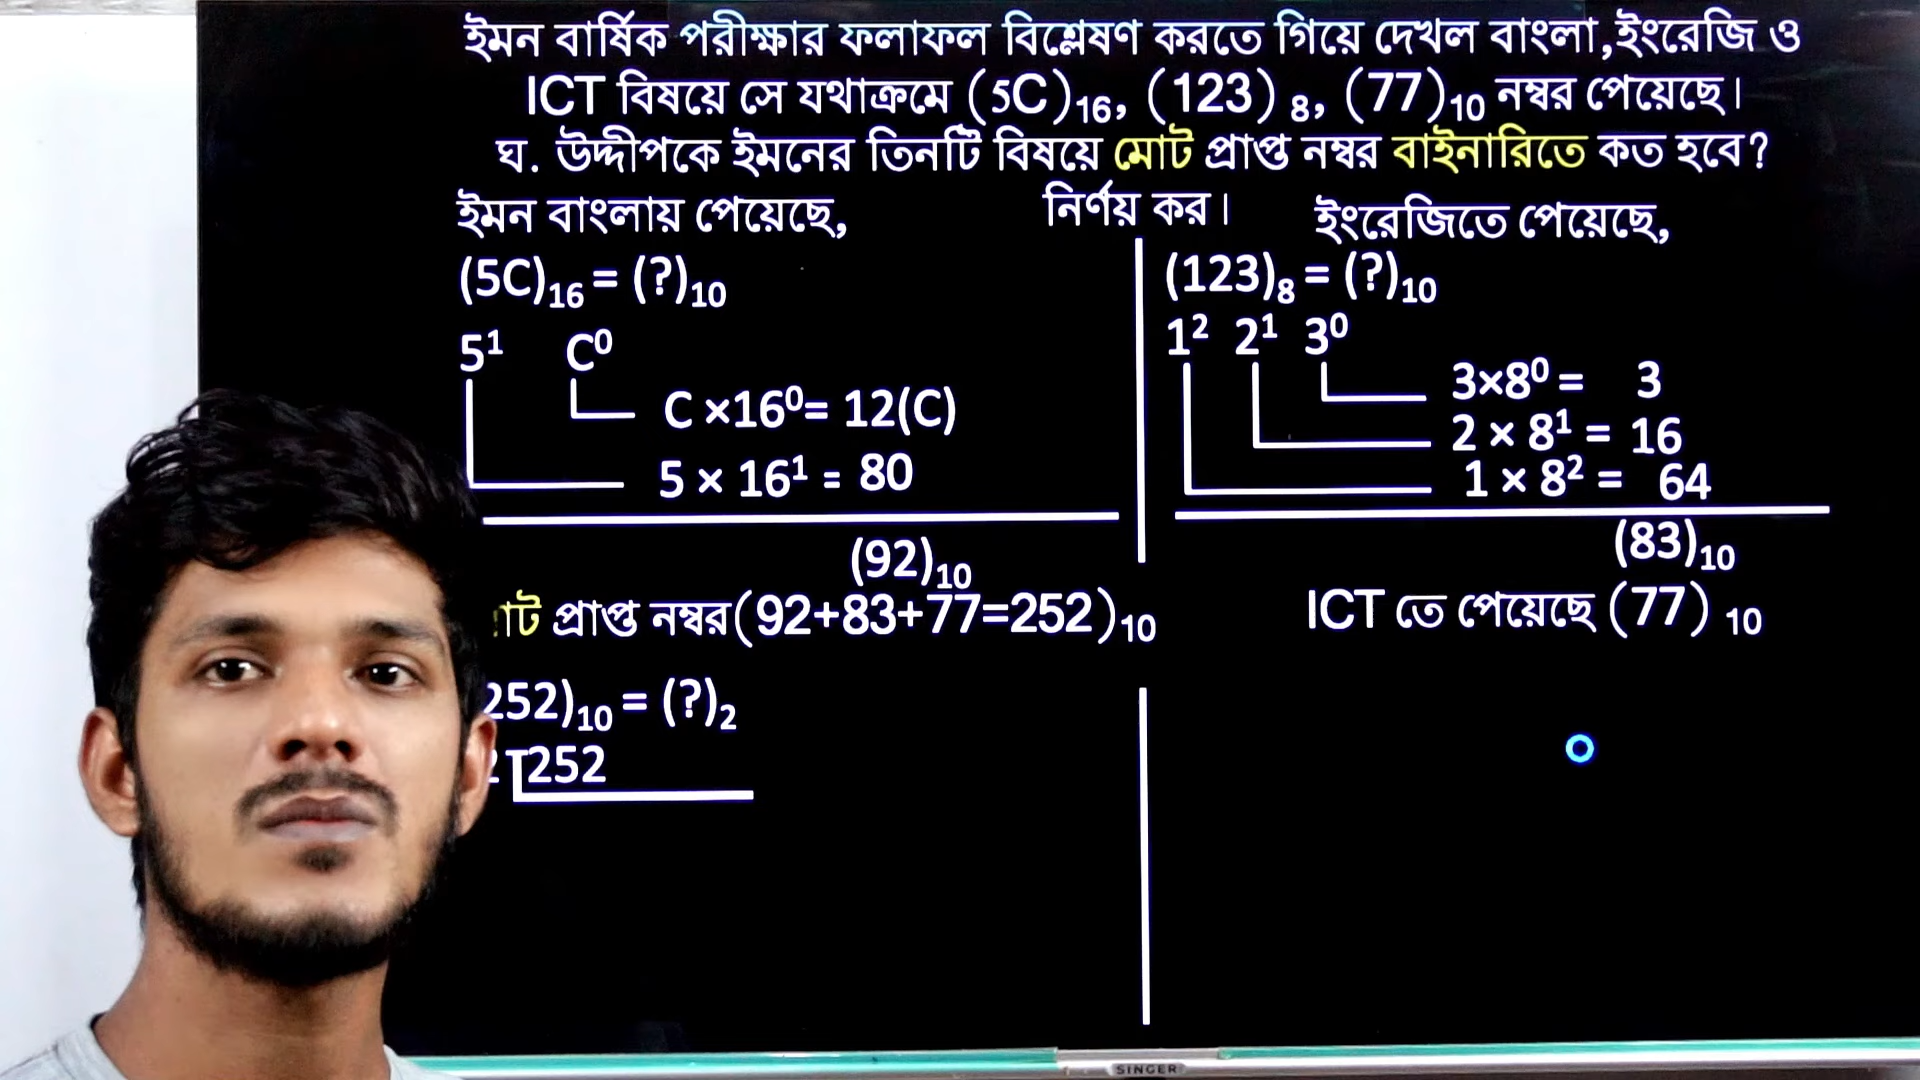 ইমন বার্ষিক পরীক্ষার ফলাফল বিশ্লেষণ করতে গিয়ে দেখল বাংলা,ইংরেজি ও
ICT বিষয়ে সে যথাক্রমে (5C)₁₆, (123) ₈, (77)₁₀ নম্বর পেয়েছে।
ঘ. উদ্দীপকে ইমনের তিনটি বিষয়ে মোট প্রাপ্ত নম্বর বাইনারিতে কত হবে?
নির্ণয় কর।
ইমন বাংলায় পেয়েছে,
(5C)₁₆ = (?)₁₀
5¹ C⁰
C ×16⁰= 12(C)
5 × 16¹ = 80
(92)₁₀
ইংরেজিতে পেয়েছে,
(123)₈ = (?)₁₀
1² 2¹ 3⁰
3×8⁰ = 3
2 × 8¹ = 16
1 × 8² = 64
(83)₁₀
ICT তে পেয়েছে (77) ₁₀
প্রাপ্ত নম্বর(92+83+77=252)₁₀
252)₁₀ = (?)₂
2 252
SINGER